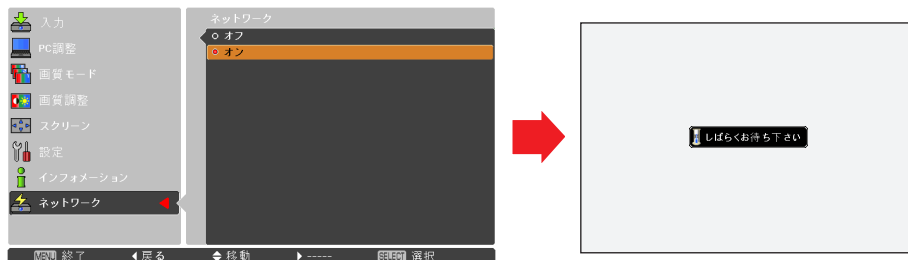 入力
PC調整
画質モード
画質調整
スクリーン
設定
インフォメーション
ネットワーク
ネットワーク
オフ
オン
MENU 終了 戻る 移動 ----- SELECT 選択
しばらくお待ち下さい